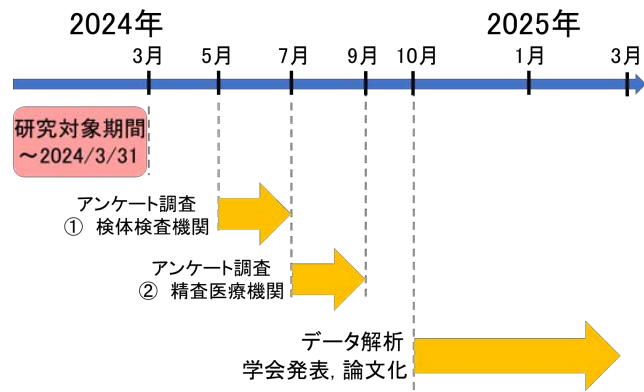 2024年
2025年
3月
5月
7月
9月
10月
1月
3月
研究対象期間
～2024/3/31
アンケート調査
① 検体検査機関
アンケート調査
② 精査医療機関
データ解析
学会発表, 論文化